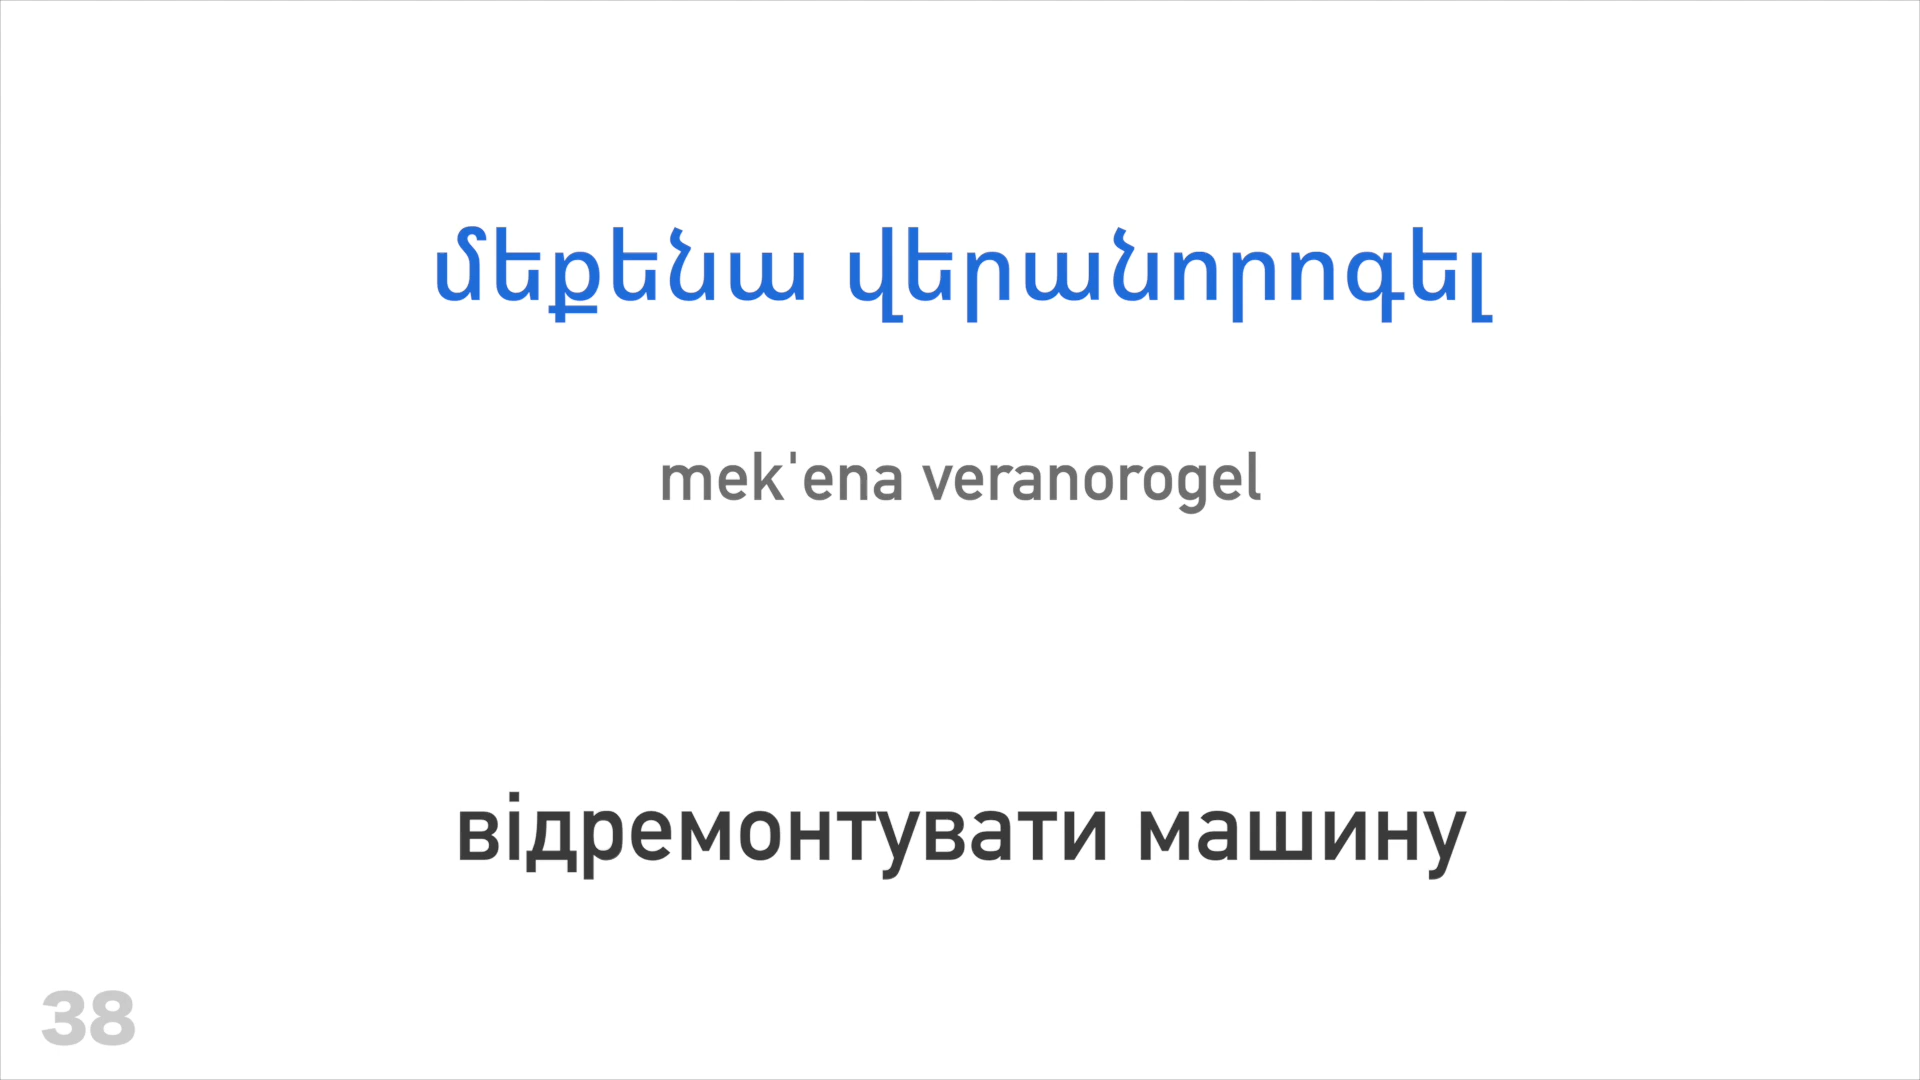 մեքենա վերանորոգել
mek'ena veranorogel
відремонтувати машину
38